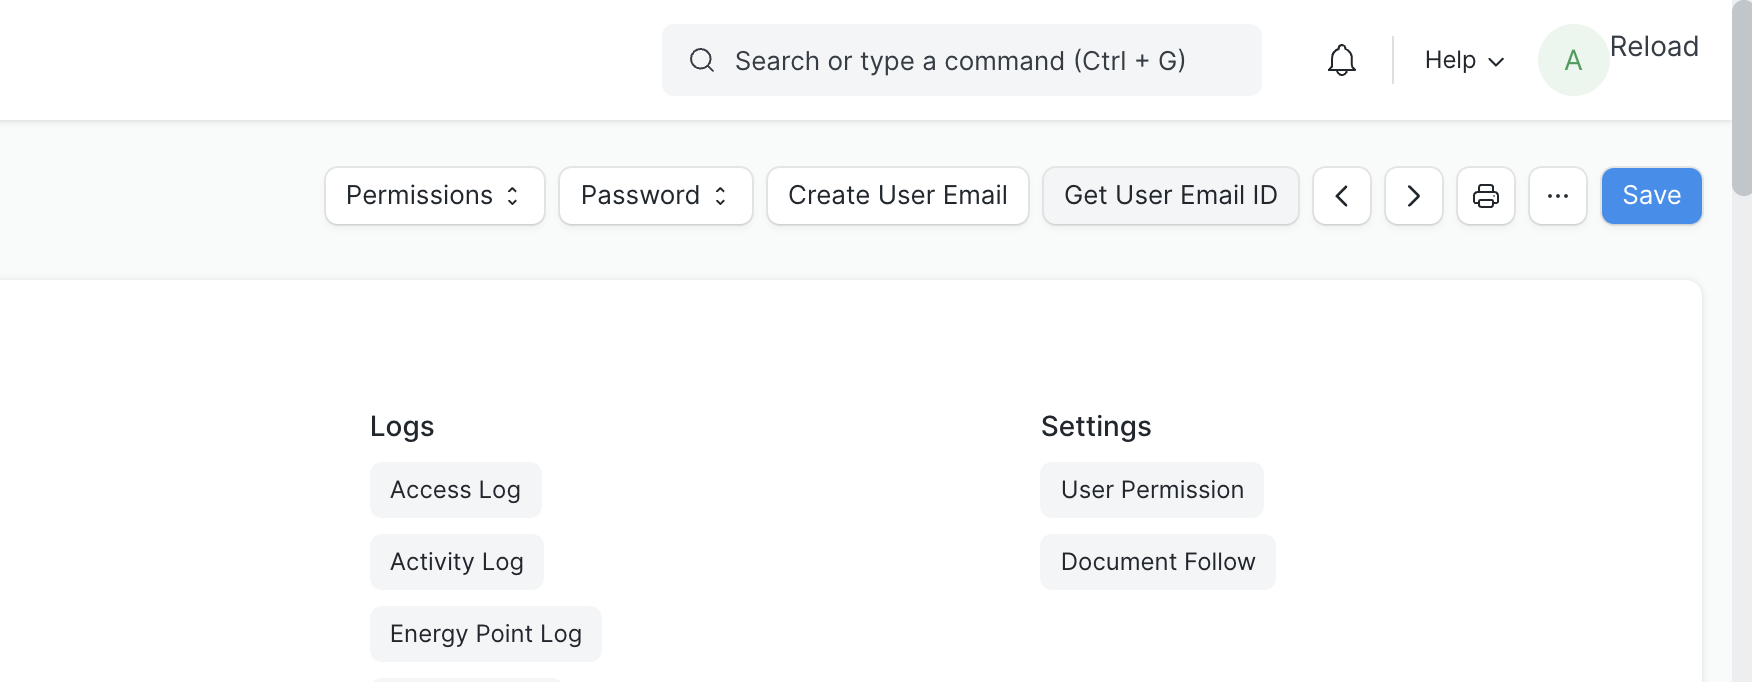 Search or type a command (Ctrl + G)
Help
A
Reload
Permissions
Password
Create User Email
Get User Email ID
Save
Logs
Settings
Access Log
User Permission
Activity Log
Document Follow
Energy Point Log